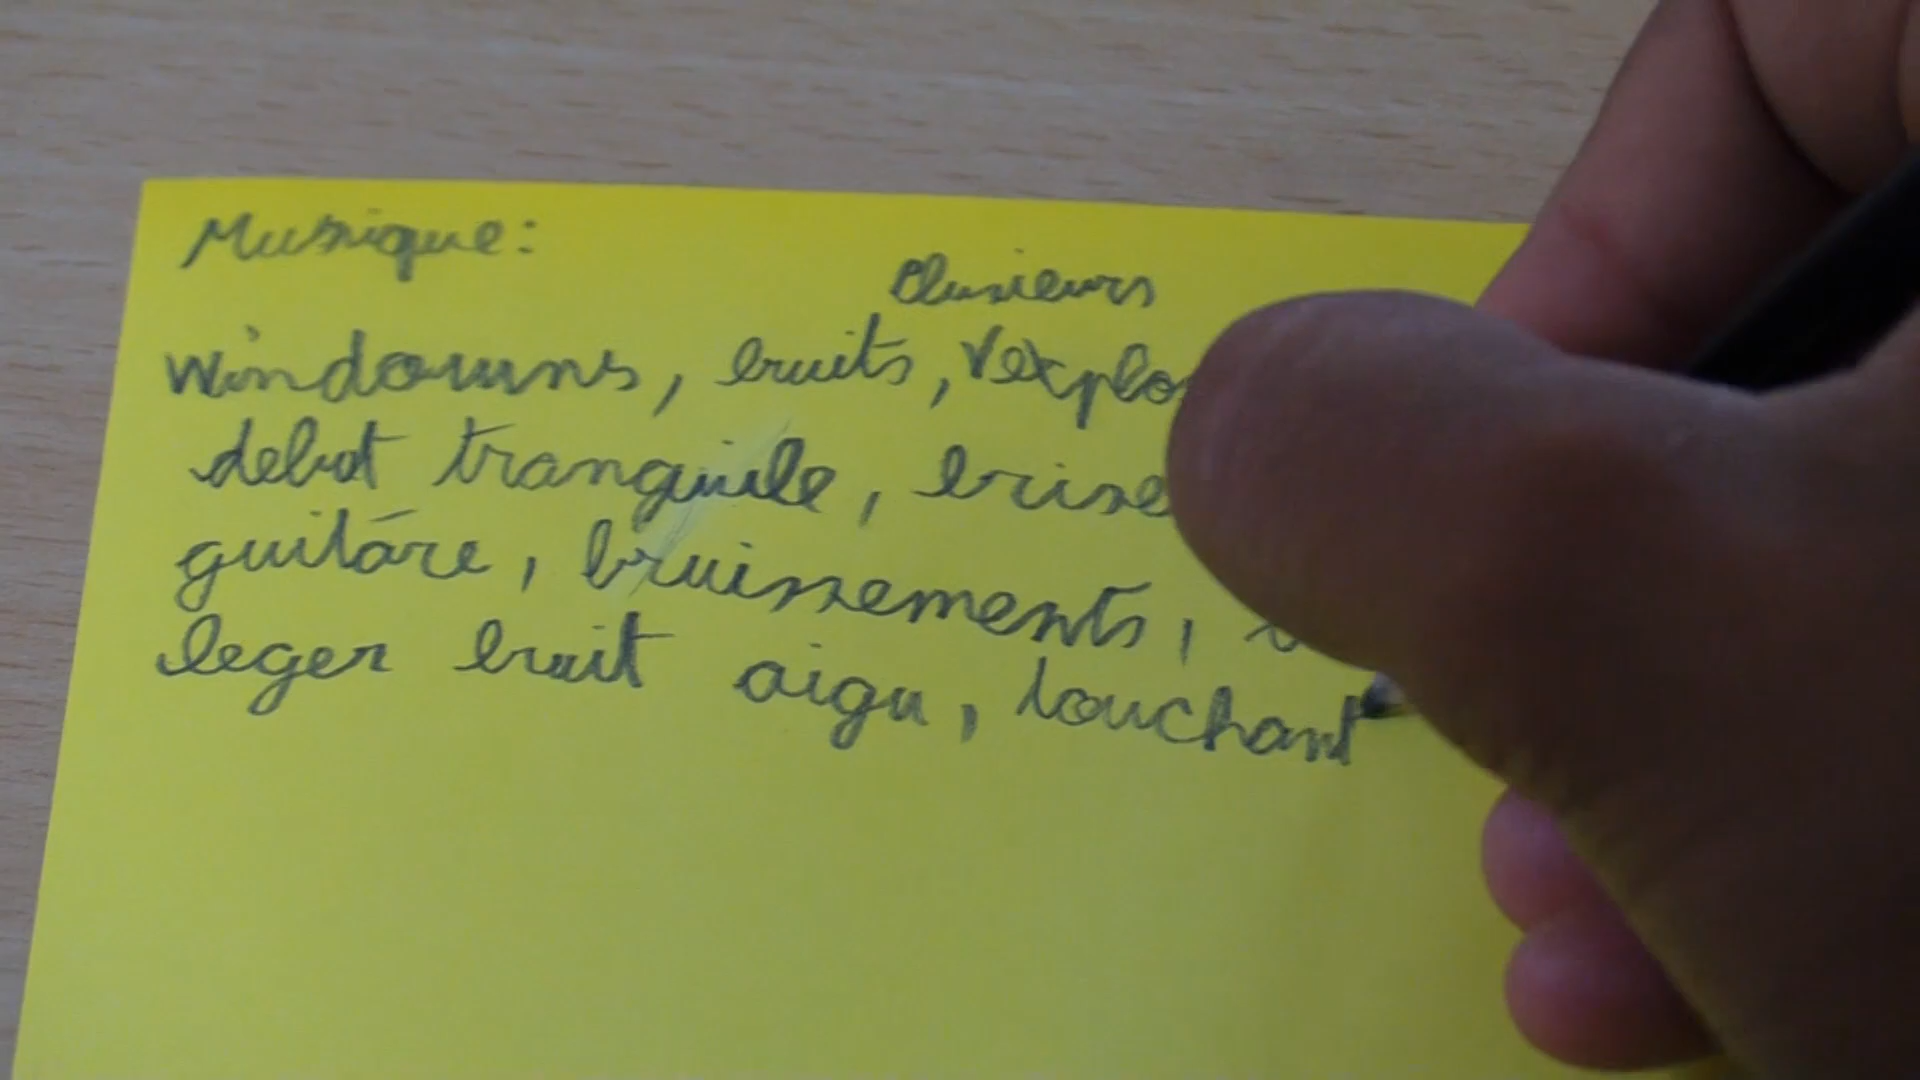 Musique:
Plusieurs
windowns, bruits, explo
debut tranquile, brise
guitare, bruissements,
leger bruit aigu, touchant